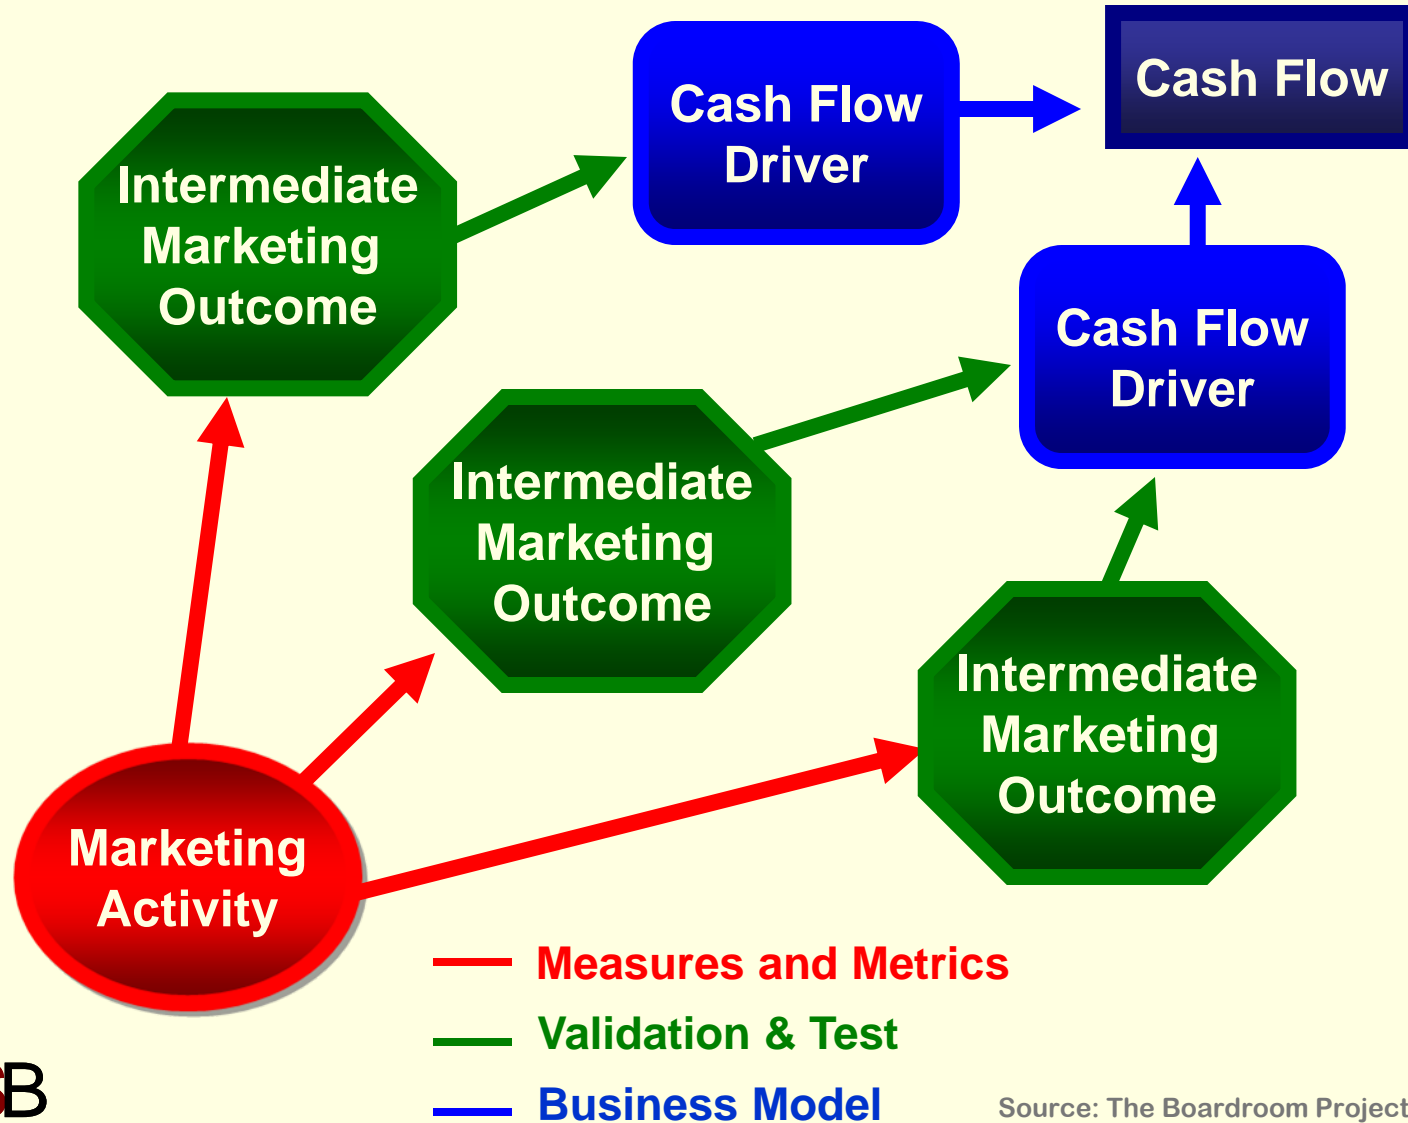 Cash Flow
Cash Flow
Driver
Intermediate
Marketing
Outcome
Cash Flow
Driver
Intermediate
Marketing
Outcome
Intermediate
Marketing
Outcome
Marketing
Activity
Measures and Metrics
Validation & Test
Business Model
B
Source: The Boardroom Project